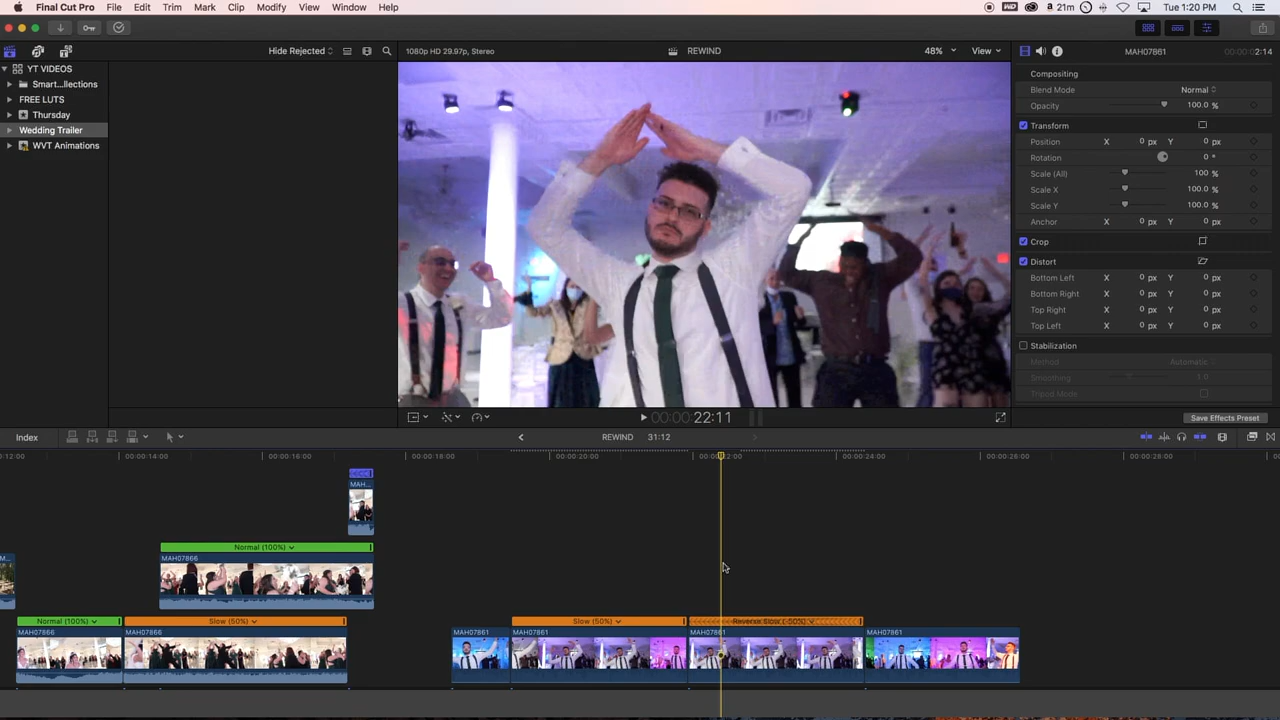 Final Cut Pro File Edit Trim Mark Clip Modify View Window Help 21m Tue 1:20 PM
Hide Rejected 1080p HD 29.97p, Stereo REWIND 48% View MAH07861 2:14
YT VIDEOS
Smart...llections
FREE LUTS
Thursday
Wedding Trailer
WVT Animations
Compositing
Blend Mode Normal
Opacity 100.0 %
Transform
Position X 0 px Y 0 px
Rotation 0 °
Scale (All) 100 %
Scale X 100.0 %
Scale Y 100.0 %
Anchor X 0 px Y 0 px
Crop
Distort
Bottom Left X 0 px Y 0 px
Bottom Right X 0 px Y 0 px
Top Right X 0 px Y 0 px
Top Left X 0 px Y 0 px
Stabilization
Method Automatic
Smoothing 1.0
Tripod Mode
00:00:22:11 Save Effects Preset
Index REWIND 31:12
:12:00 00:00:14:00 00:00:16:00 00:00:18:00 00:00:20:00 00:00:22:00 00:00:24:00 00:00:26:00 00:00:28:00
MAH...
Normal (100%)
M... MAH07866
Normal (100%) Slow (50%) Slow (50%) Reverse Slow (-50%)
MAH07866 MAH07866 MAH07861 MAH07861 MAH07861 MAH07861